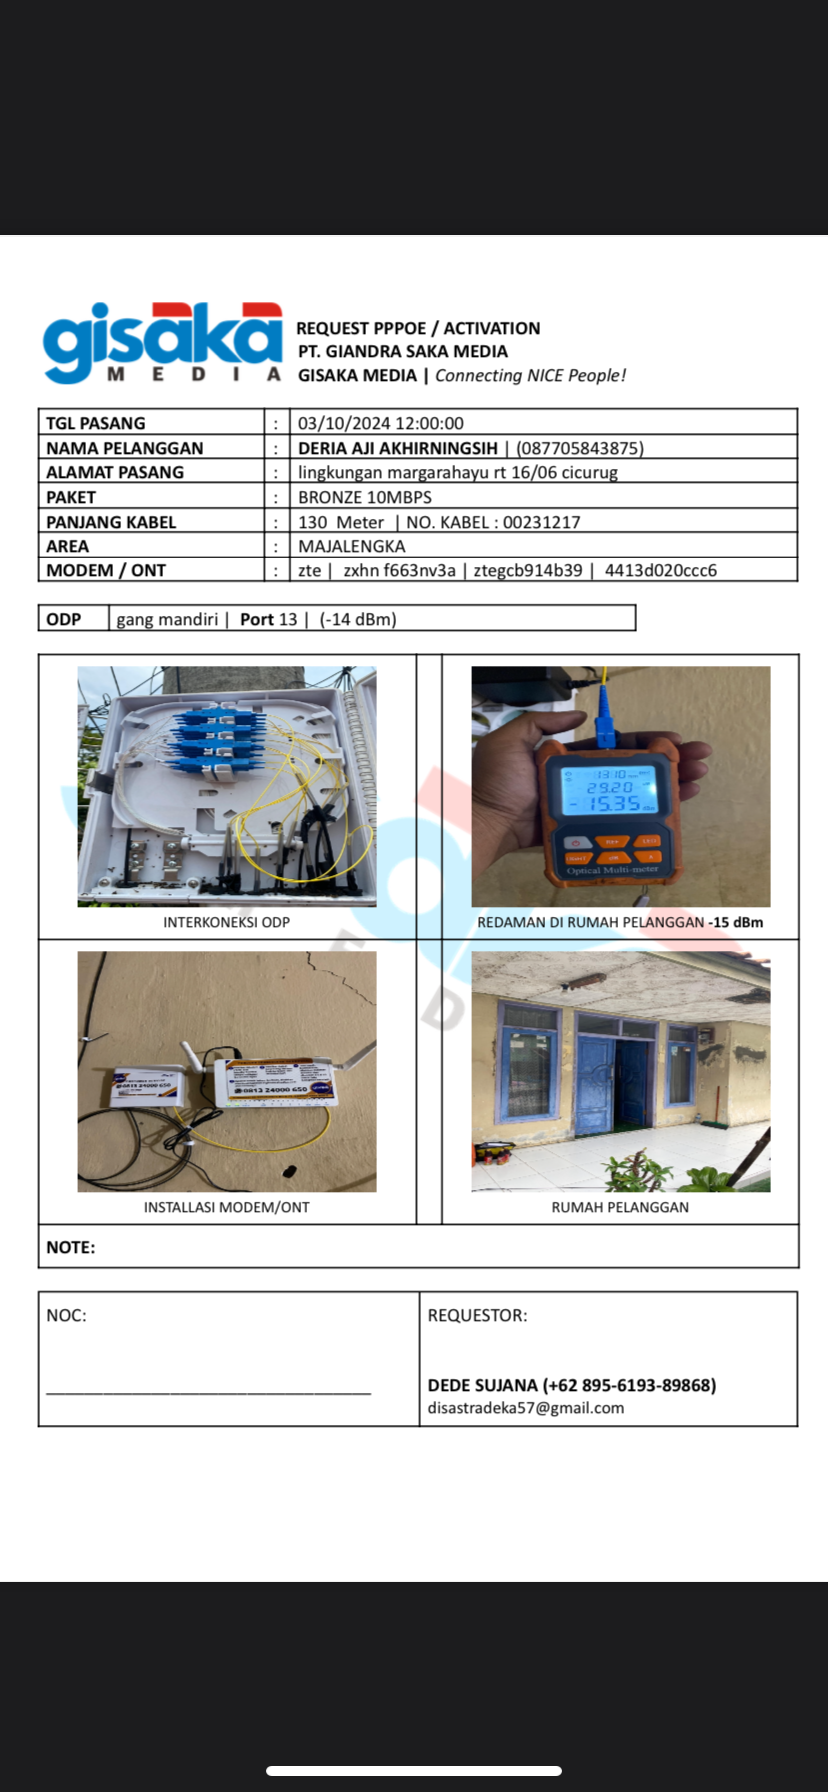 gisaka
MEDIA
REQUEST PPPOE / ACTIVATION
PT. GIANDRA SAKA MEDIA
GISAKA MEDIA | Connecting NICE People!
TGL PASANG : 03/10/2024 12:00:00
NAMA PELANGGAN : DERIA AJI AKHIRNINGSIH | (087705843875)
ALAMAT PASANG : lingkungan margarahayu rt 16/06 cicurug
PAKET : BRONZE 10MBPS
PANJANG KABEL : 130 Meter | NO. KABEL : 00231217
AREA : MAJALENGKA
MODEM / ONT : zte | zxhn f663nv3a | ztegcb914b39 | 4413d020ccc6
ODP gang mandiri | Port 13 | (-14 dBm)
1310
29.20
-15.35
Optical Multi-meter
INTERKONEKSI ODP
REDAMAN DI RUMAH PELANGGAN -15 dBm
0813 24000 650
0813 24000 650
INSTALLASI MODEM/ONT
RUMAH PELANGGAN
NOTE:
NOC:
REQUESTOR:
DEDE SUJANA (+62 895-6193-89868)
disastradeka57@gmail.com